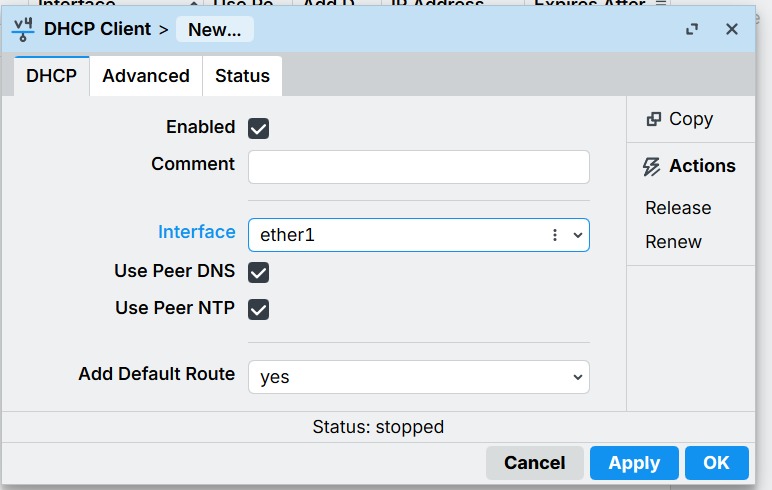 DHCP Client > New...
DHCP Advanced Status
Enabled
Comment
Interface ether1
Use Peer DNS
Use Peer NTP
Add Default Route yes
Copy
Actions
Release
Renew
Status: stopped
Cancel Apply OK